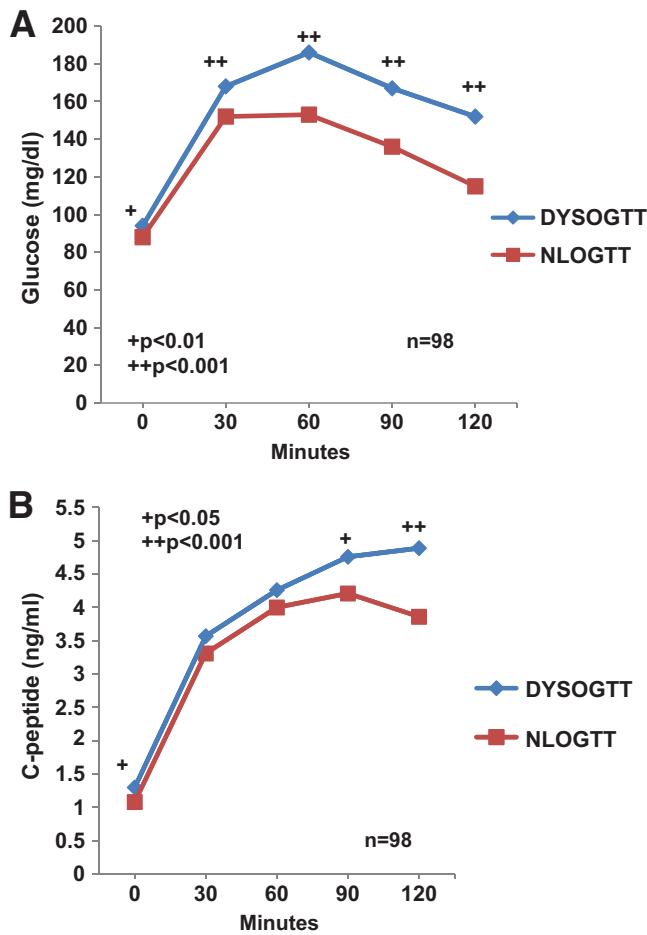 A
200
180
160
140
120
100
80
60
40
20
0
Glucose (mg/dl)
++
++
++
++
+
DYSOGTT
NLOGTT
+p<0.01
n=98
++p<0.001
0 30 60 90 120
Minutes
B
5.5
5
4.5
4
3.5
3
2.5
2
1.5
1
0.5
0
C-peptide (ng/ml)
+p<0.05
++p<0.001
+
++
+
DYSOGTT
NLOGTT
n=98
0 30 60 90 120
Minutes